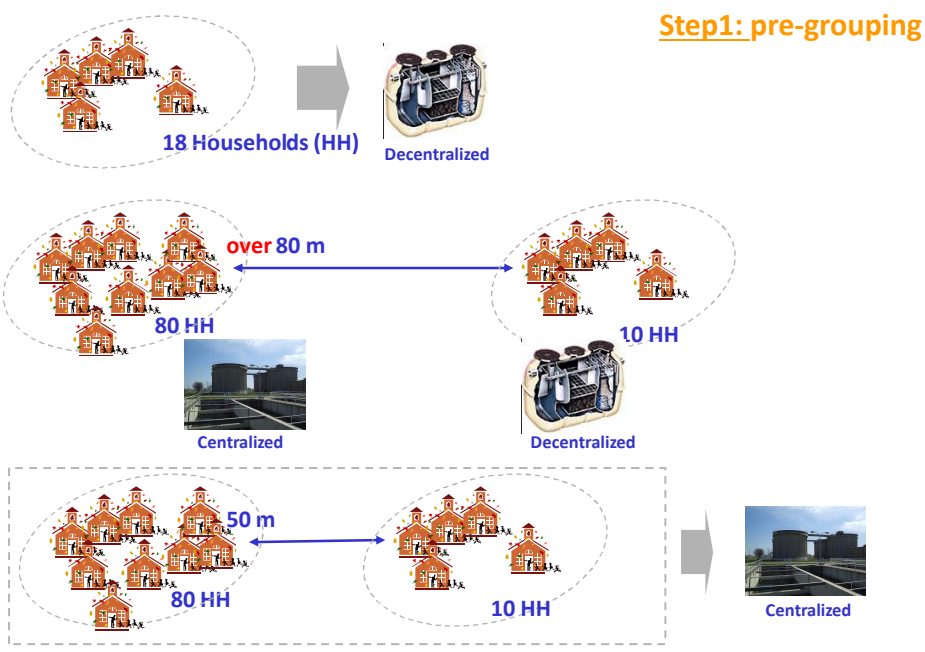 Step1: pre-grouping
18 Households (HH)
Decentralized
over 80 m
80 HH
10 HH
Centralized
Decentralized
50 m
80 HH
10 HH
Centralized